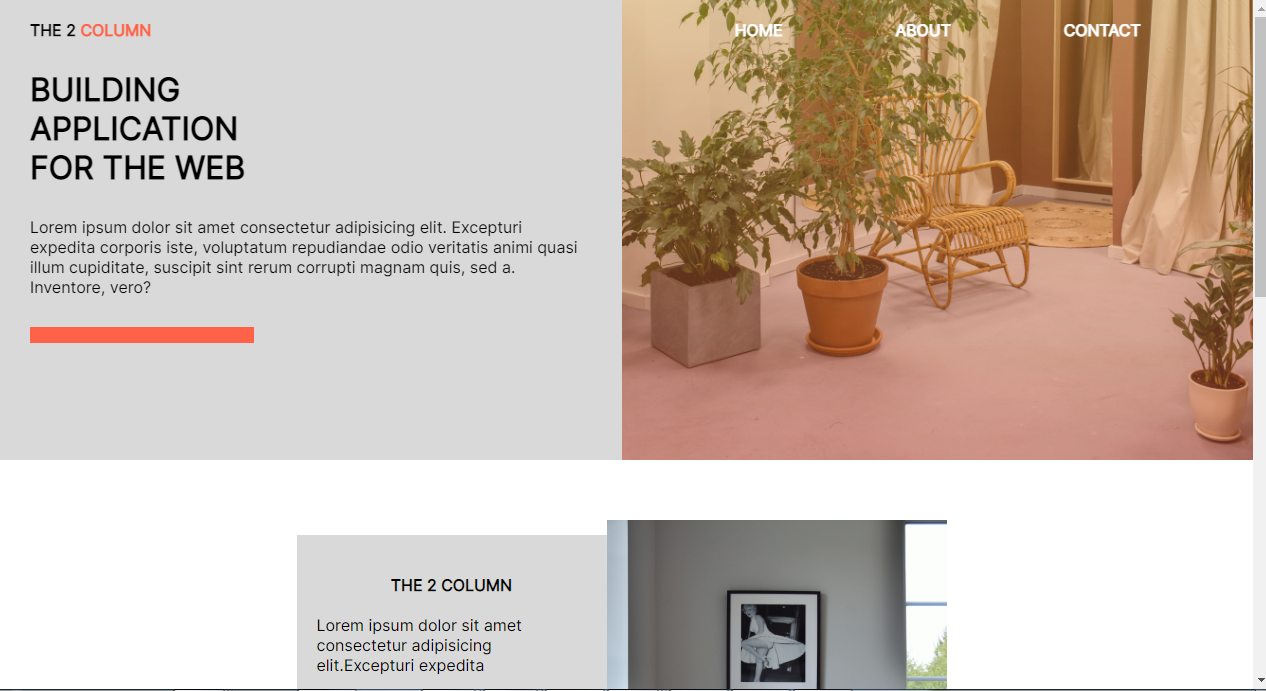 THE 2 COLUMN
HOME
ABOUT
CONTACT
BUILDING
APPLICATION
FOR THE WEB
Lorem ipsum dolor sit amet consectetur adipisicing elit. Excepturi
expedita corporis iste, voluptatum repudiandae odio veritatis animi quasi
illum cupiditate, suscipit sint rerum corrupti magnam quis, sed a.
Inventore, vero?
THE 2 COLUMN
Lorem ipsum dolor sit amet
consectetur adipisicing
elit.Excepturi expedita